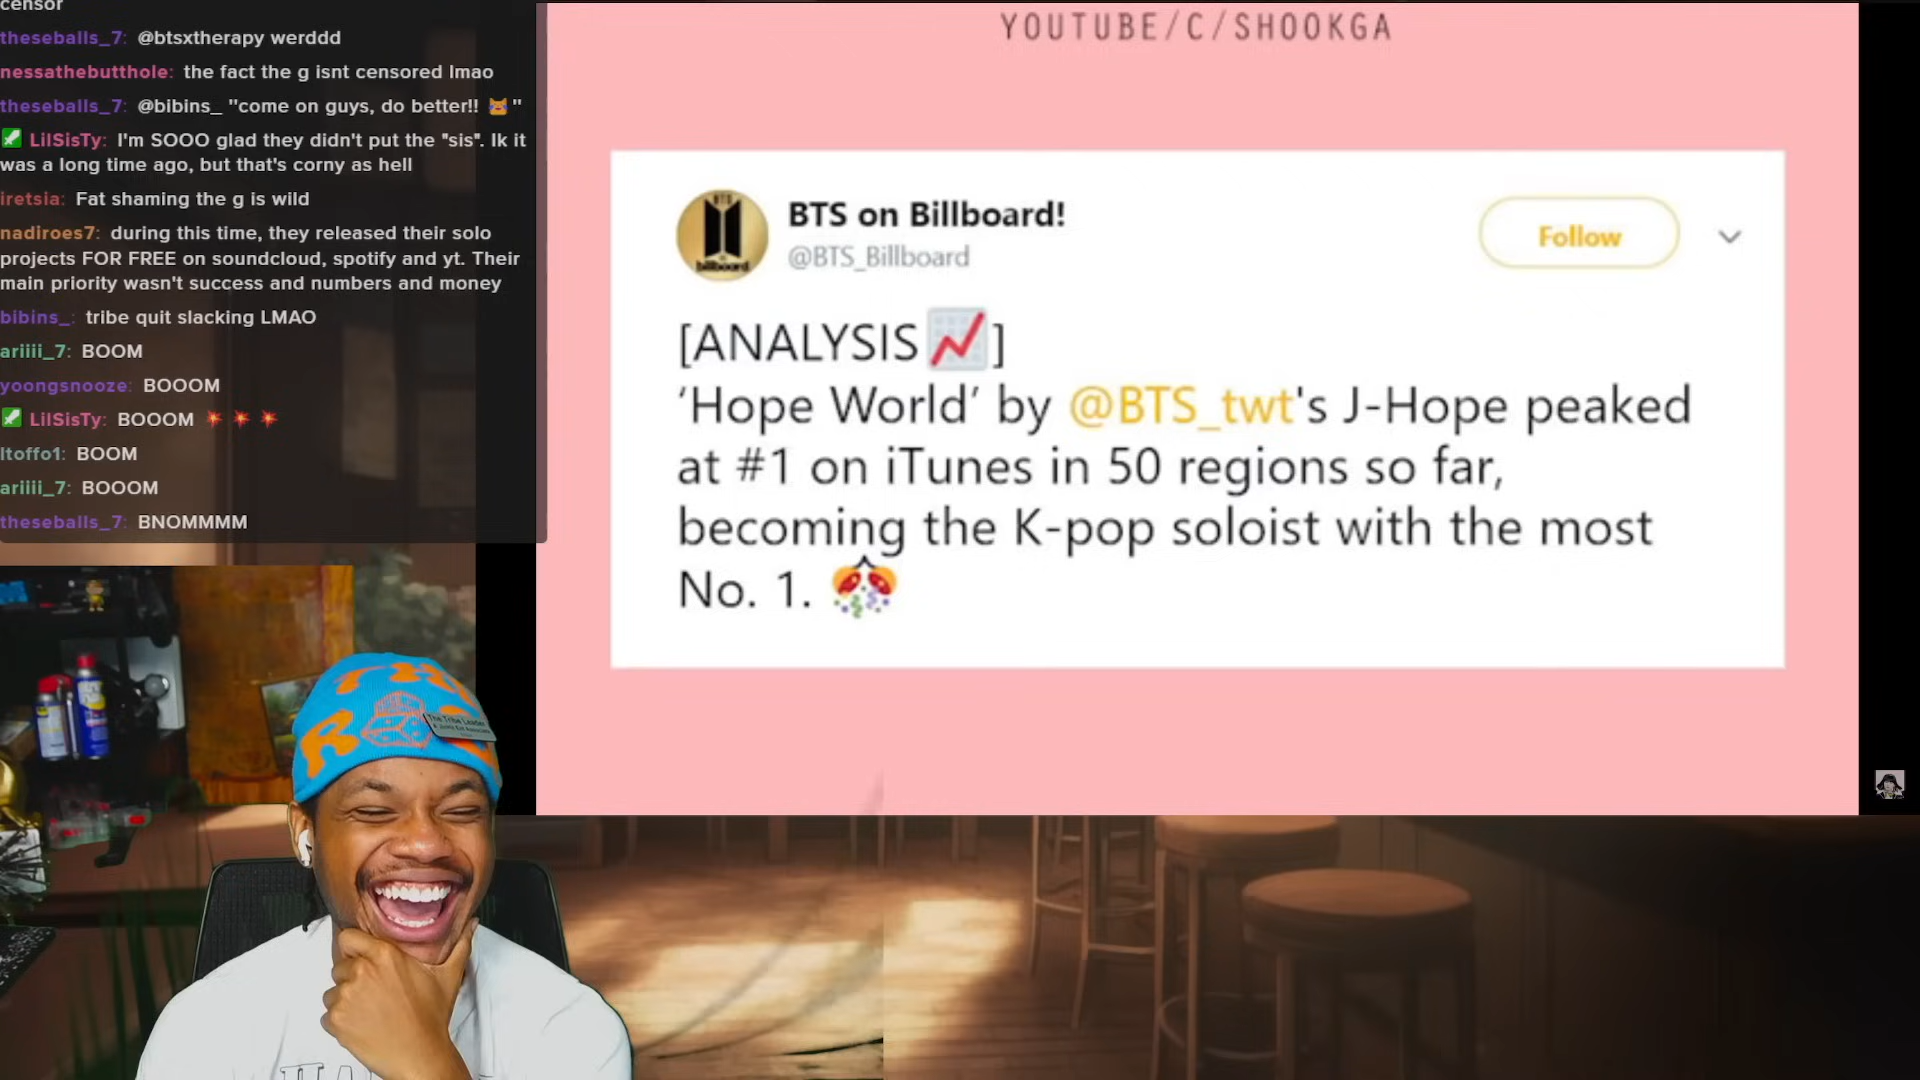 censor
theseballs_7: @btsxtherapy werddd
nessathebutthole: the fact the g isnt censored lmao
theseballs_7: @bibins_ "come on guys, do better!! 😹"
LilSisTy: I'm SOOO glad they didn't put the "sis". Ik it
was a long time ago, but that's corny as hell
iretsia: Fat shaming the g is wild
nadiroes7: during this time, they released their solo
projects FOR FREE on soundcloud, spotify and yt. Their
main priority wasn't success and numbers and money
bibins_: tribe quit slacking LMAO
ariiii_7: BOOM
yoongsnooze: BOOOM
LilSisTy: BOOOM 💥 💥 💥
ltoffo1: BOOM
ariiii_7: BOOOM
theseballs_7: BNOMMMM
YOUTUBE/C/SHOOKGA
BTS
billboard
BTS on Billboard!
@BTS_Billboard
Follow
[ANALYSIS📈]
‘Hope World’ by @BTS_twt's J-Hope peaked
at #1 on iTunes in 50 regions so far,
becoming the K-pop soloist with the most
No. 1. 🎊
The Tribe Leader